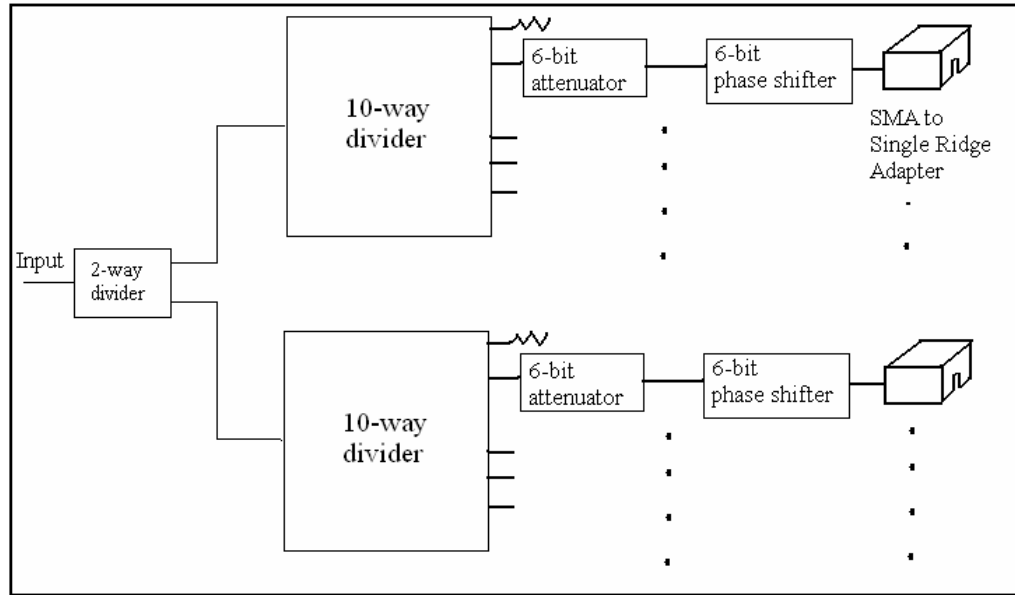 10-way
divider
6-bit
attenuator
6-bit
phase shifter
SMA to
Single Ridge
Adapter
Input
2-way
divider
10-way
divider
6-bit
attenuator
6-bit
phase shifter